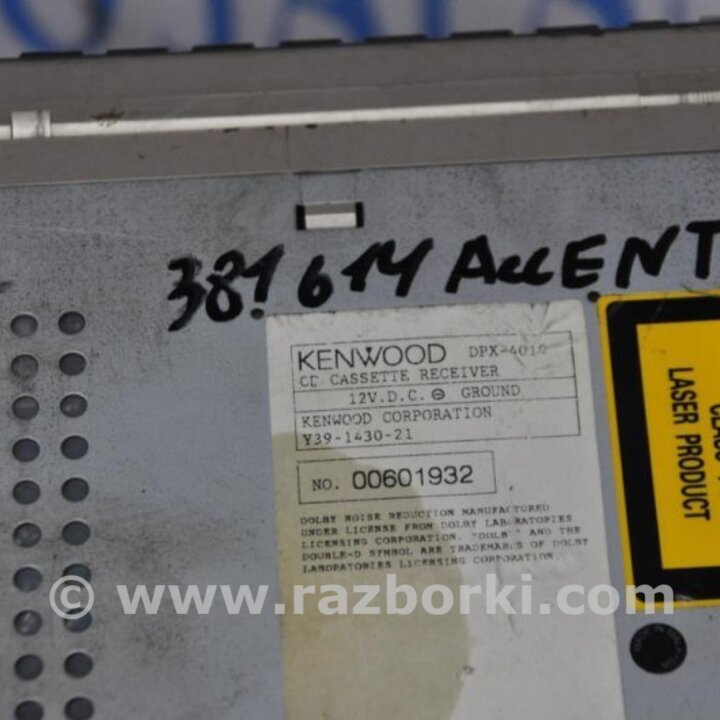 381614 ACCENT
KENWOOD DPX-4010
CD CASSETTE RECEIVER
12V.D.C. ⊖ GROUND
KENWOOD CORPORATION
Y39-1430-21
NO. 00601932
DOLBY NOISE REDUCTION MANUFACTURED
UNDER LICENSE FROM DOLBY LABORATORIES
LICENSING CORPORATION. "DOLBY" AND THE
DOUBLE-D SYMBOL ARE TRADEMARKS OF DOLBY
LABORATORIES LICENSING CORPORATION.
CLASS 1
LASER PRODUCT
© www.razborki.com